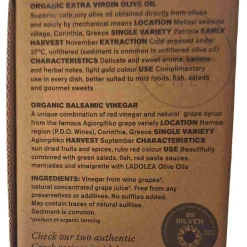 ORGANIC EXTRA VIRGIN OLIVE OIL
Superior category olive oil obtained directly from olives
and solely by mechanical means LOCATION Melissi seaside
village, Corinthia, Greece SINGLE VARIETY Patrinia EARLY
HARVEST November EXTRACTION Cold-pressed under
27°C, unfiltered (sediment is common in unfiltered olive oil)
CHARACTERISTICS Delicate and sweet aroma, banana
and herbal notes, light gold colour USE Complimentary
use in every dish, better suited to mild foods, fish, salads
and gourmet sweets
ORGANIC BALSAMIC VINEGAR
A unique combination of red vinegar and natural grape syrup
from the famous Agiorgitiko grape variety LOCATION Nemea
region (P.D.O. Wines), Corinthia, Greece SINGLE VARIETY
Agiorgitiko HARVEST September CHARACTERISTICS
Dried fruits and spices, ruby red colour USE Beautifully
combined with green salads, fish, red paste sauces,
marinades and vinaigrettes with LADOLEA Olive Oils
INGREDIENTS: Vinegar from wine grapes*,
natural concentrated grape juice*. Free of
any preservatives or additives.
May contain traces of natural sulfites.
Sediment is common.
*product of organic farming
Check our two authentic
SILVER